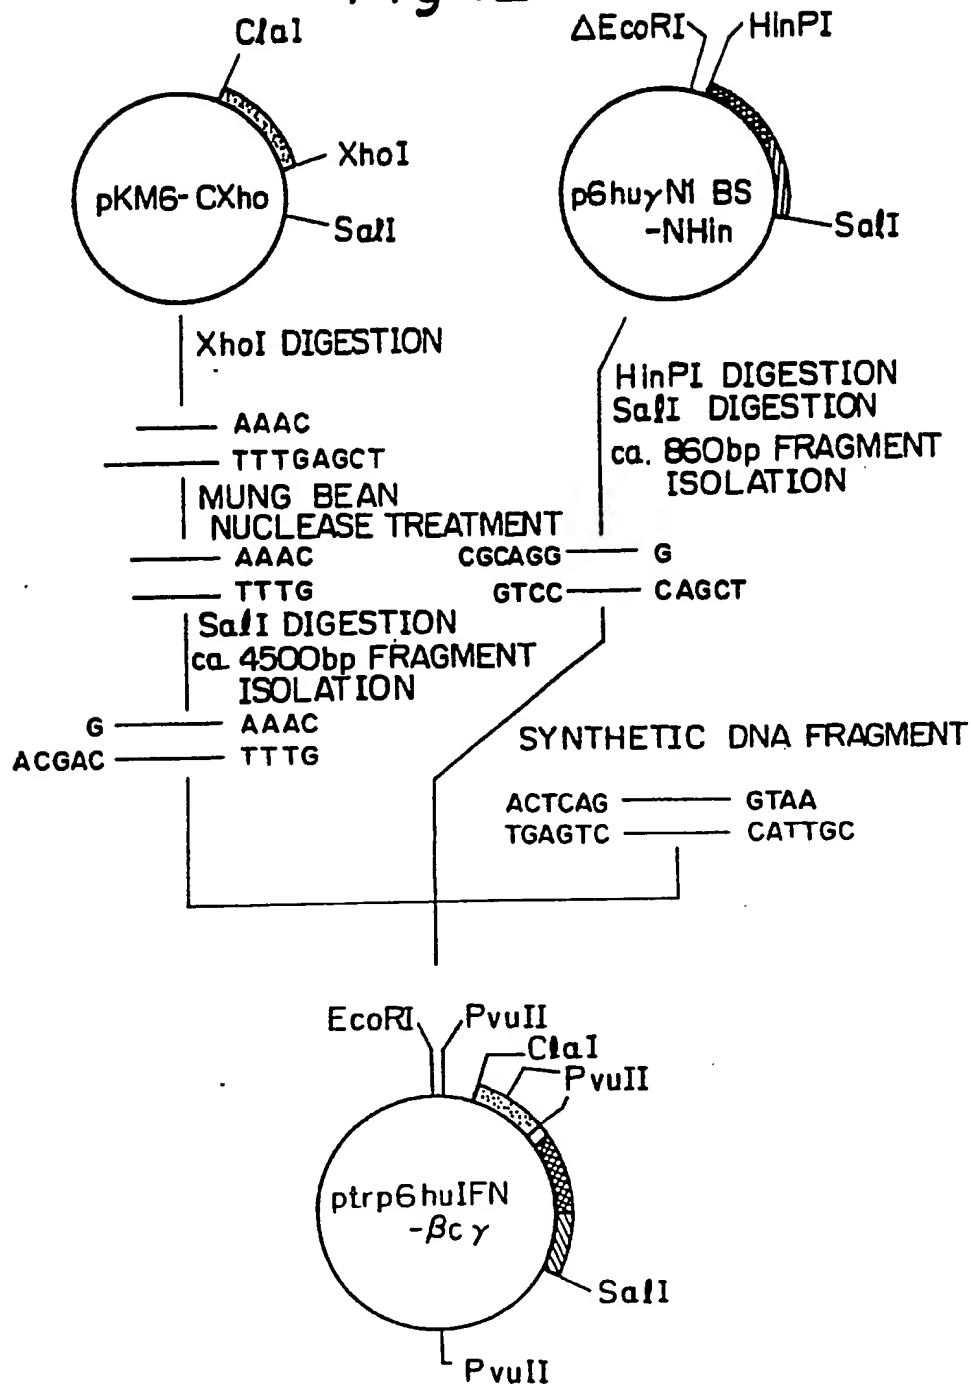 ClaI
XhoI
SalI
pKM6-CXho
ΔEcoRI
HinPI
p6huγN1 BS
-NHin
SalI
XhoI DIGESTION
AAAC
TTTGAGCT
MUNG BEAN
NUCLEASE TREATMENT
AAAC
TTTG
SalI DIGESTION
ca. 4500bp FRAGMENT
ISOLATION
G AAAC
ACGAC TTTG
HinPI DIGESTION
SalI DIGESTION
ca. 860bp FRAGMENT
ISOLATION
CGCAGG G
GTCC CAGCT
SYNTHETIC DNA FRAGMENT
ACTCAG GTAA
TGAGTC CATTGC
EcoRI
PvuII
ClaI
PvuII
ptrp6huIFN
-βcγ
SalI
PvuII